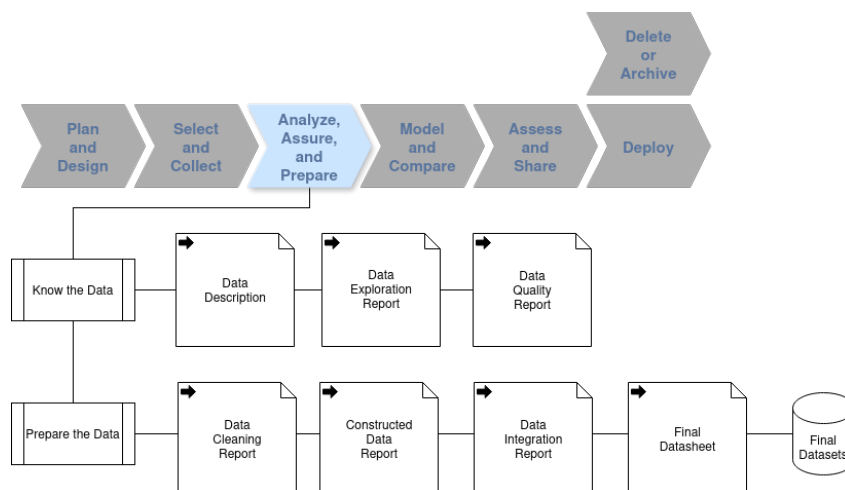 Delete
or
Archive
Plan
and
Design
Select
and
Collect
Analyze,
Assure,
and
Prepare
Model
and
Compare
Assess
and
Share
Deploy
Know the Data
Data
Description
Data
Exploration
Report
Data
Quality
Report
Prepare the Data
Data
Cleaning
Report
Constructed
Data
Report
Data
Integration
Report
Final
Datasheet
Final
Datasets